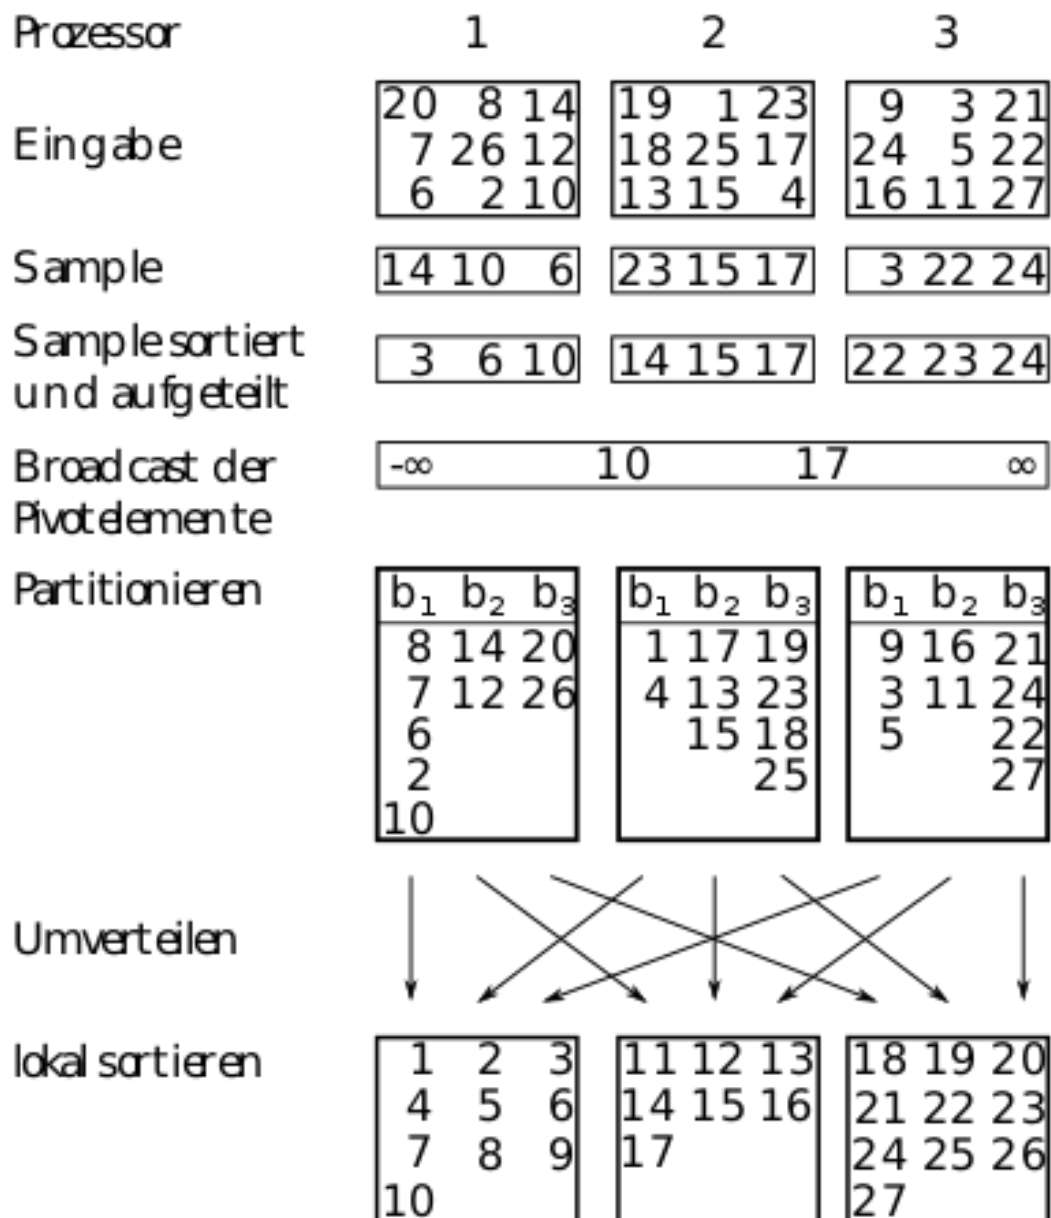 Prozessor 1 2 3
20 8 14 19 1 23 9 3 21
Eingabe 7 26 12 18 25 17 24 5 22
6 2 10 13 15 4 16 11 27
Sample 14 10 6 23 15 17 3 22 24
Sample sortiert
und aufgeteilt 3 6 10 14 15 17 22 23 24
Broadcast der -∞ 10 17 ∞
Pivotelemente
Partitionieren b₁ b₂ b₃ b₁ b₂ b₃ b₁ b₂ b₃
8 14 20 1 17 19 9 16 21
7 12 26 4 13 23 3 11 24
6 15 18 5 22
2 25 27
10
Umverteilen
lokal sortieren 1 2 3 11 12 13 18 19 20
4 5 6 14 15 16 21 22 23
7 8 9 17 24 25 26
10 27